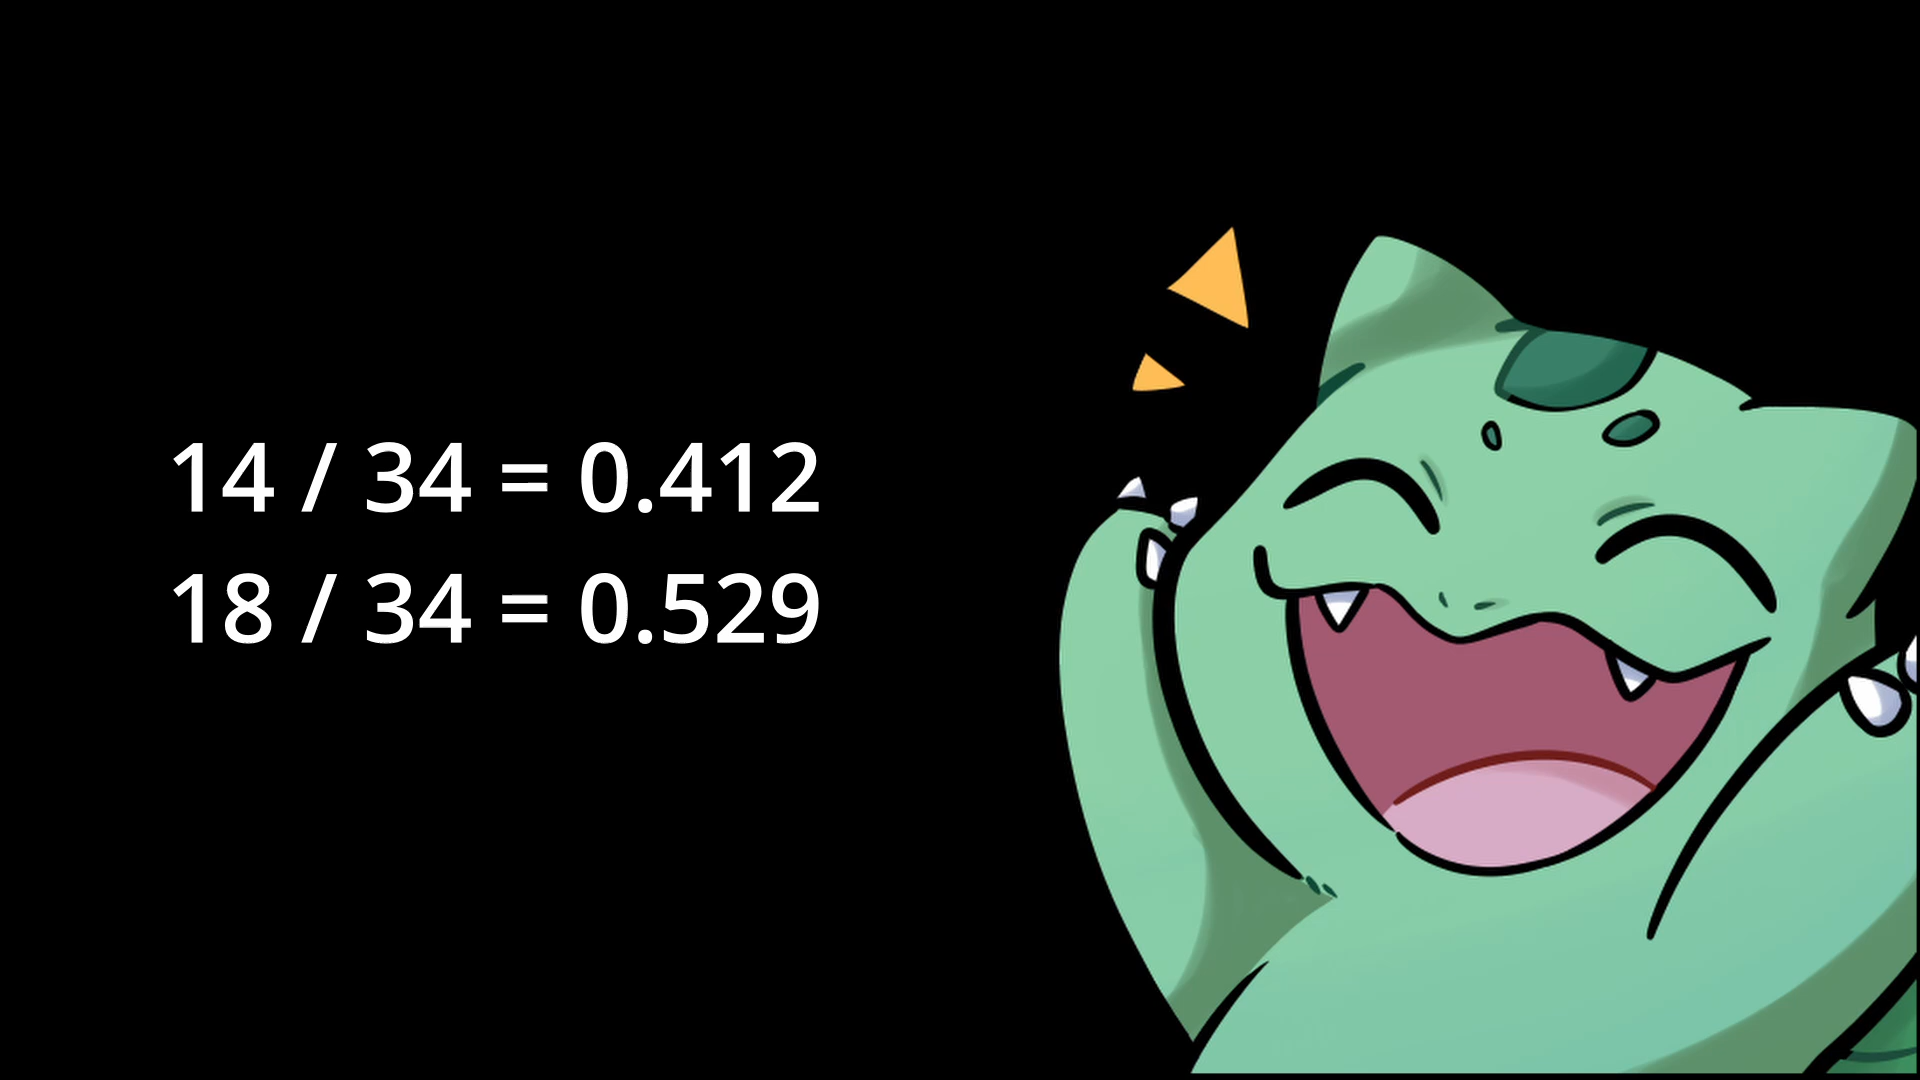 14 / 34 = 0.412
18 / 34 = 0.529